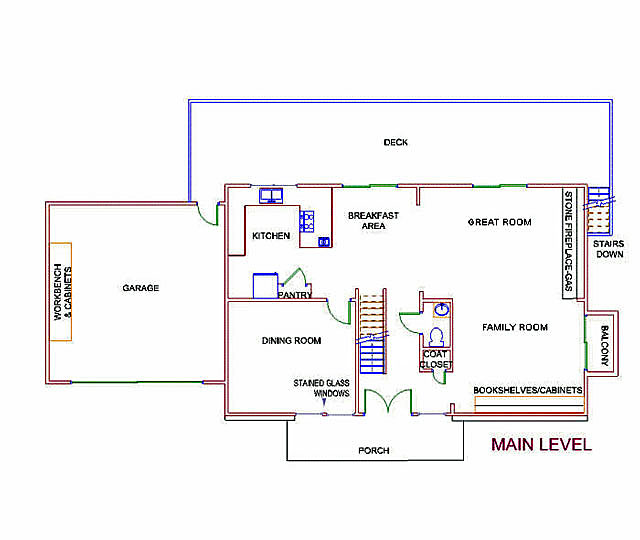 DECK
BREAKFAST
AREA
GREAT ROOM
STONE FIREPLACE-GAS
KITCHEN
STAIRS
DOWN
WORKBENCH
& CABINETS
GARAGE
PANTRY
DINING ROOM
FAMILY ROOM
BALCONY
COAT
CLOSET
STAINED GLASS
WINDOWS
BOOKSHELVES/CABINETS
PORCH
MAIN LEVEL